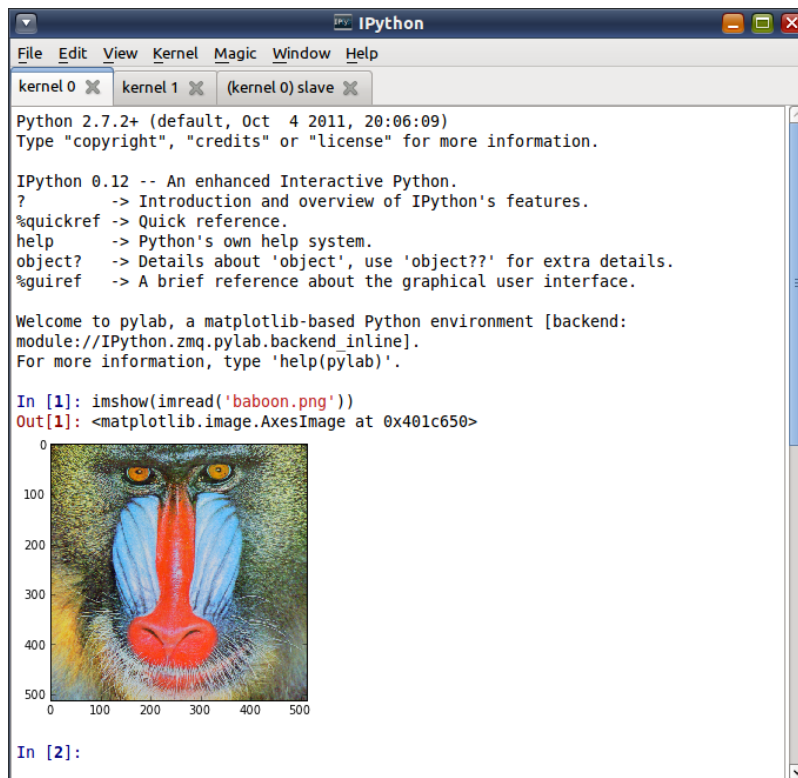 IPy IPython
File Edit View Kernel Magic Window Help
kernel 0 kernel 1 (kernel 0) slave
Python 2.7.2+ (default, Oct  4 2011, 20:06:09)
Type "copyright", "credits" or "license" for more information.
IPython 0.12 -- An enhanced Interactive Python.
?         -> Introduction and overview of IPython's features.
%quickref -> Quick reference.
help      -> Python's own help system.
object?   -> Details about 'object', use 'object??' for extra details.
%guiref   -> A brief reference about the graphical user interface.
Welcome to pylab, a matplotlib-based Python environment [backend:
module://IPython.zmq.pylab.backend_inline].
For more information, type 'help(pylab)'.
In [1]: imshow(imread('baboon.png'))
Out[1]: <matplotlib.image.AxesImage at 0x401c650>
0
100
200
300
400
500
0 100 200 300 400 500
In [2]: